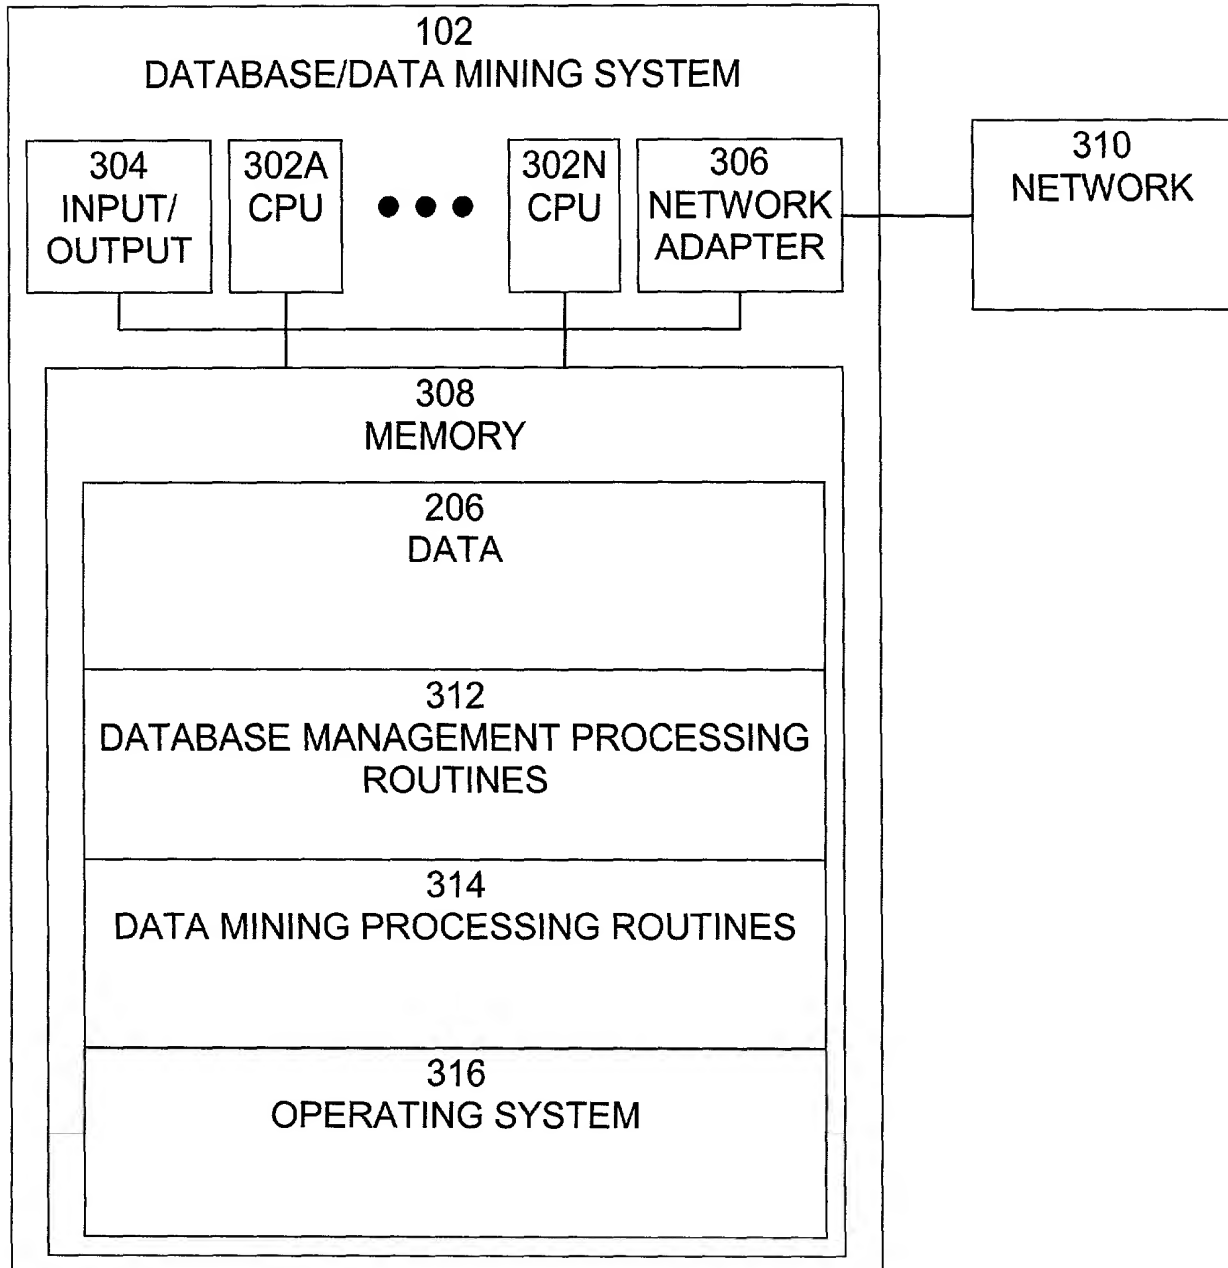 102
DATABASE/DATA MINING SYSTEM
304
INPUT/
OUTPUT
302A
CPU
302N
CPU
306
NETWORK
ADAPTER
310
NETWORK
308
MEMORY
206
DATA
312
DATABASE MANAGEMENT PROCESSING
ROUTINES
314
DATA MINING PROCESSING ROUTINES
316
OPERATING SYSTEM